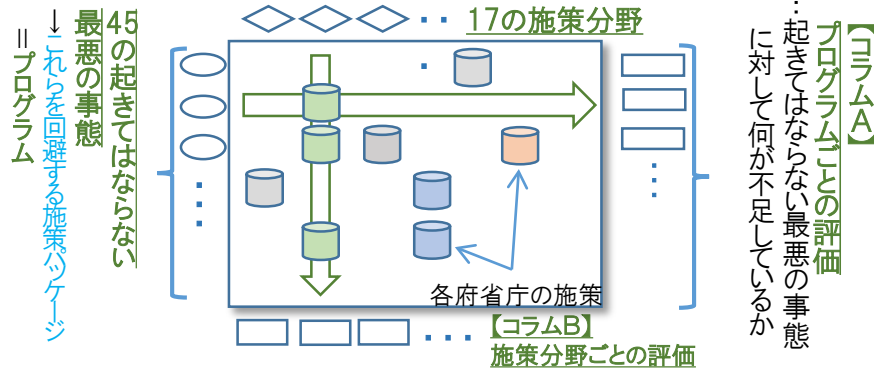 【コラムA】
プログラムごとの評価
…起きてはならない最悪の事態
に対して何が不足しているか
17の施策分野
45の起きてはならない
最悪の事態
↓これらを回避する施策パッケージ
＝プログラム
各府省庁の施策
【コラムB】
施策分野ごとの評価